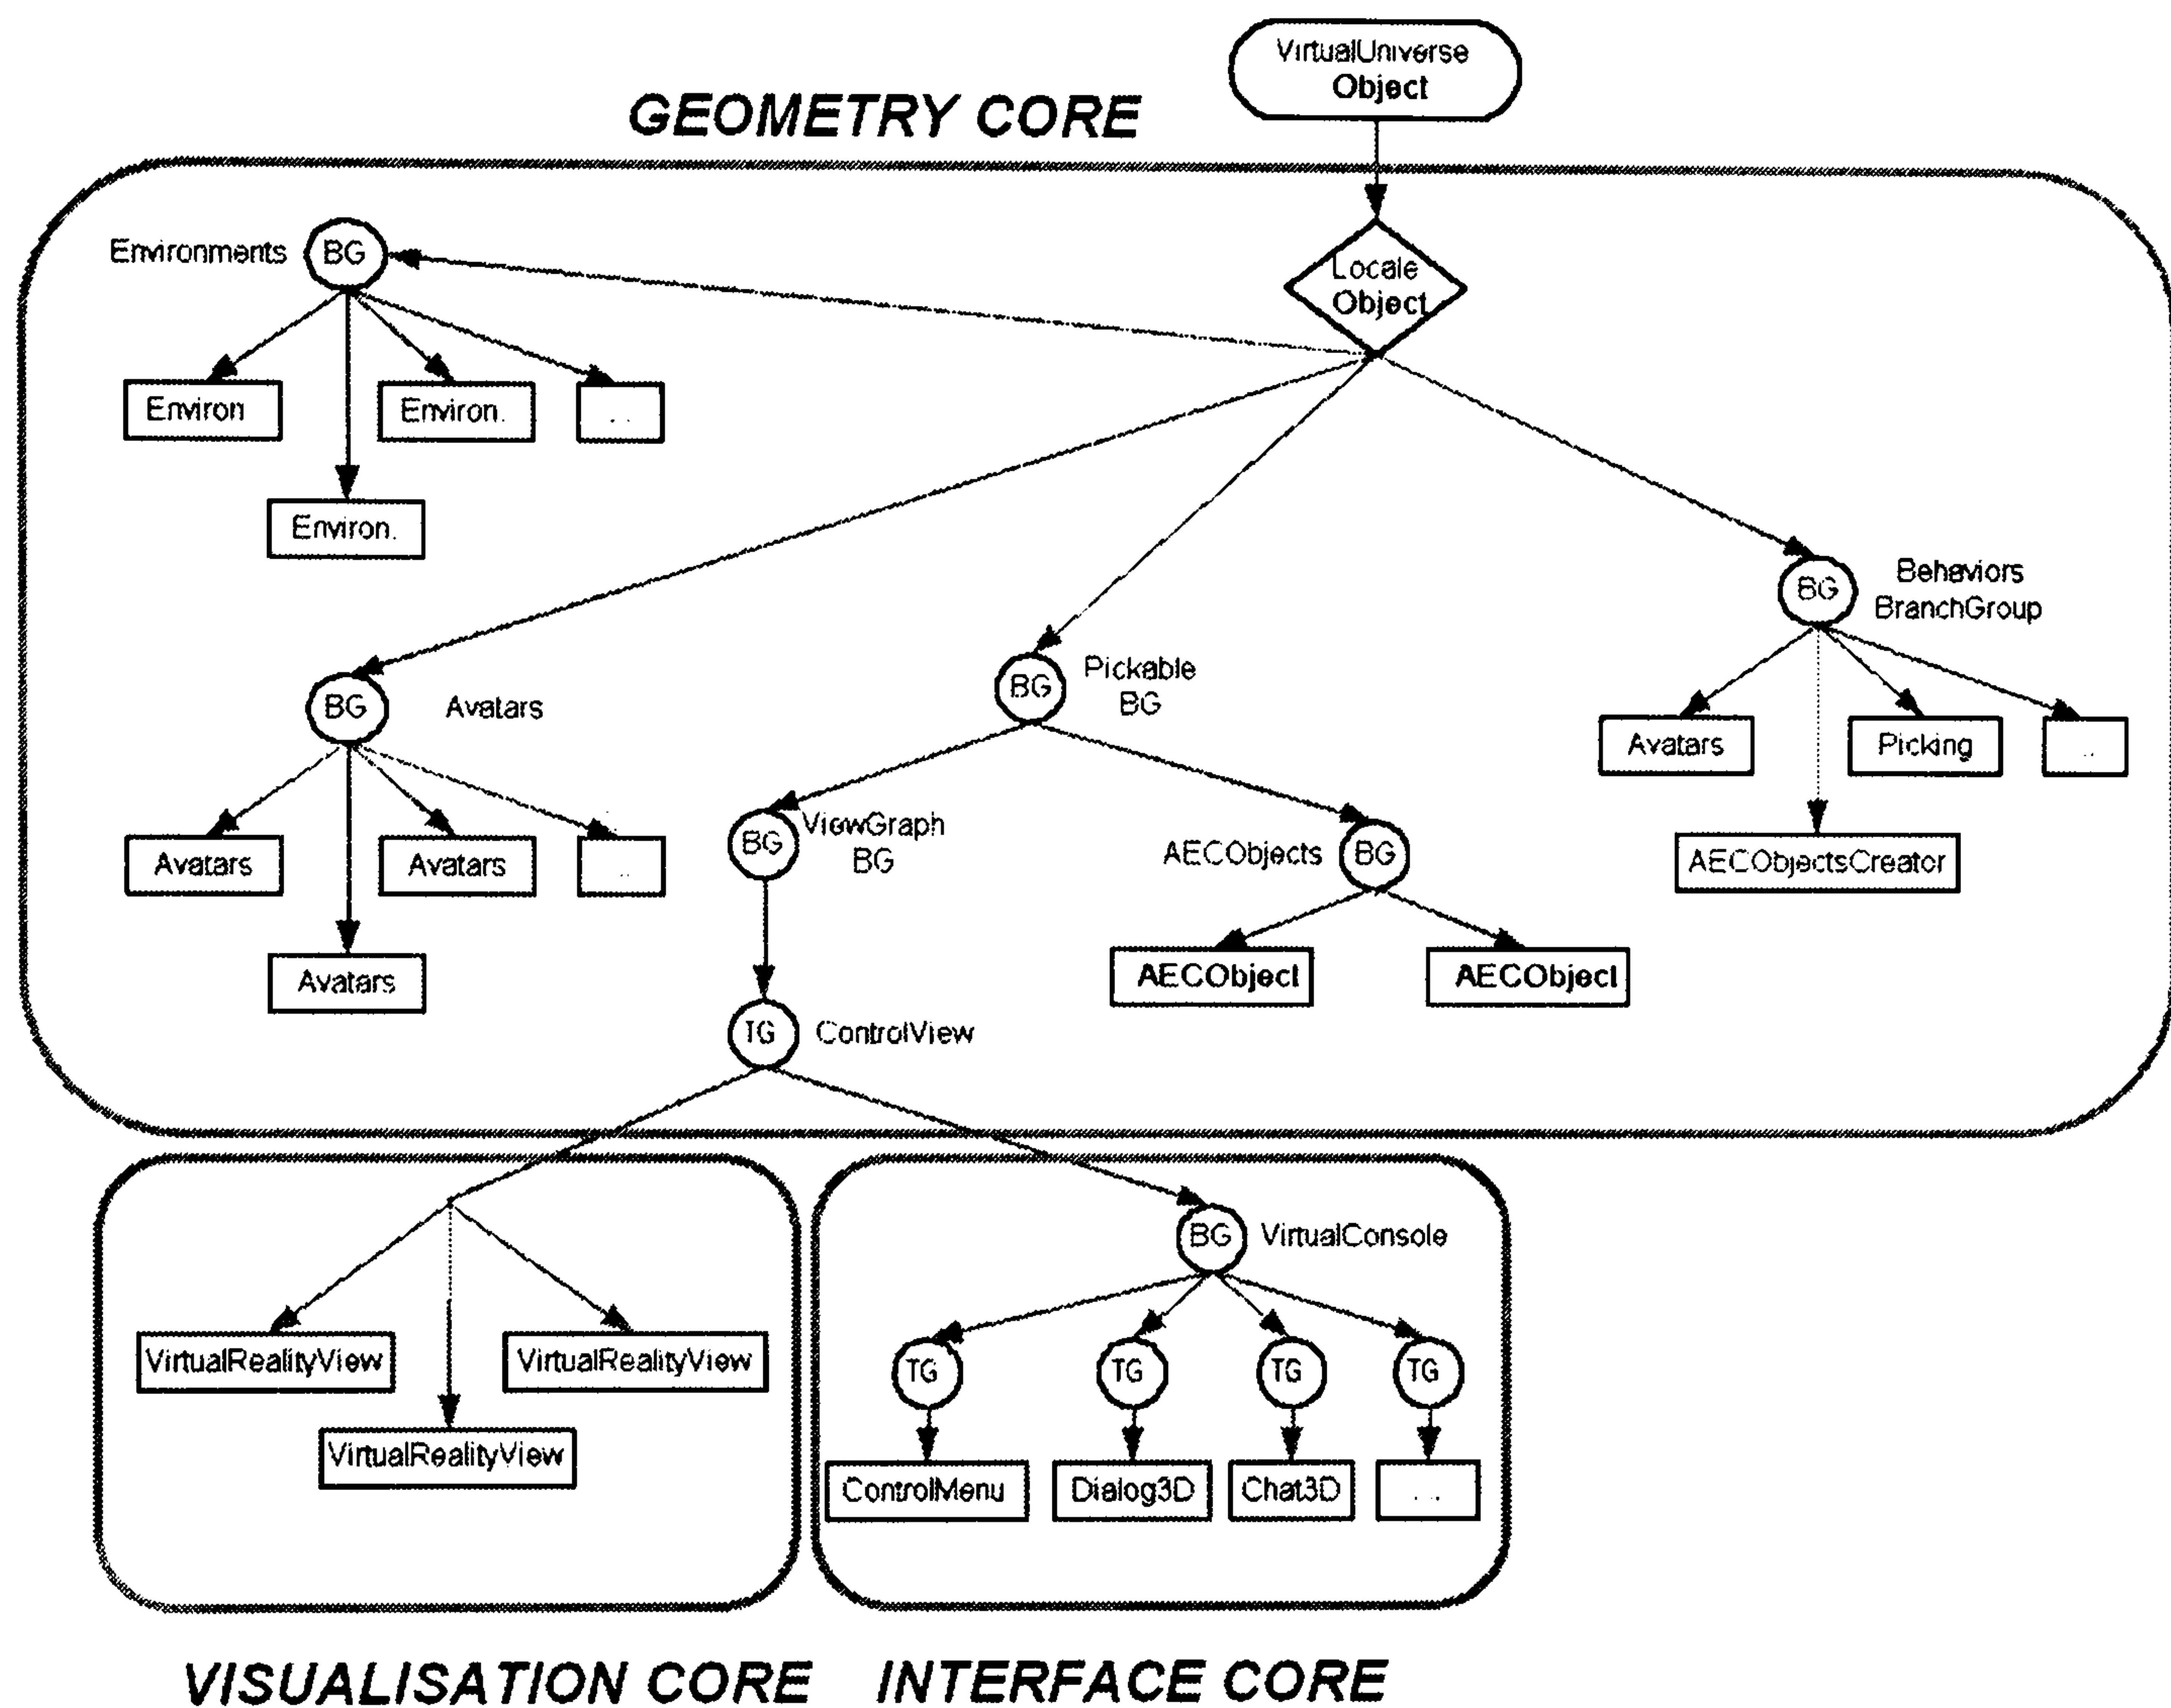 VirtualUniverse
Object
GEOMETRY CORE
Locale
Object
Environments
BG
Environ
Environ.
..
Environ.
BG
Behaviors
BranchGroup
BG
Avatars
BG
Pickable
BG
Avatars
Picking
..
BG
ViewGraph
BG
AECObjects
BG
AECObjectsCreator
Avatars
Avatars
..
Avatars
AECObject
AECObject
TG
ControlView
BG
VirtualConsole
VirtualRealityView
VirtualRealityView
TG
TG
TG
TG
VirtualRealityView
ControlMenu
Dialog3D
Chat3D
...
VISUALISATION CORE
INTERFACE CORE